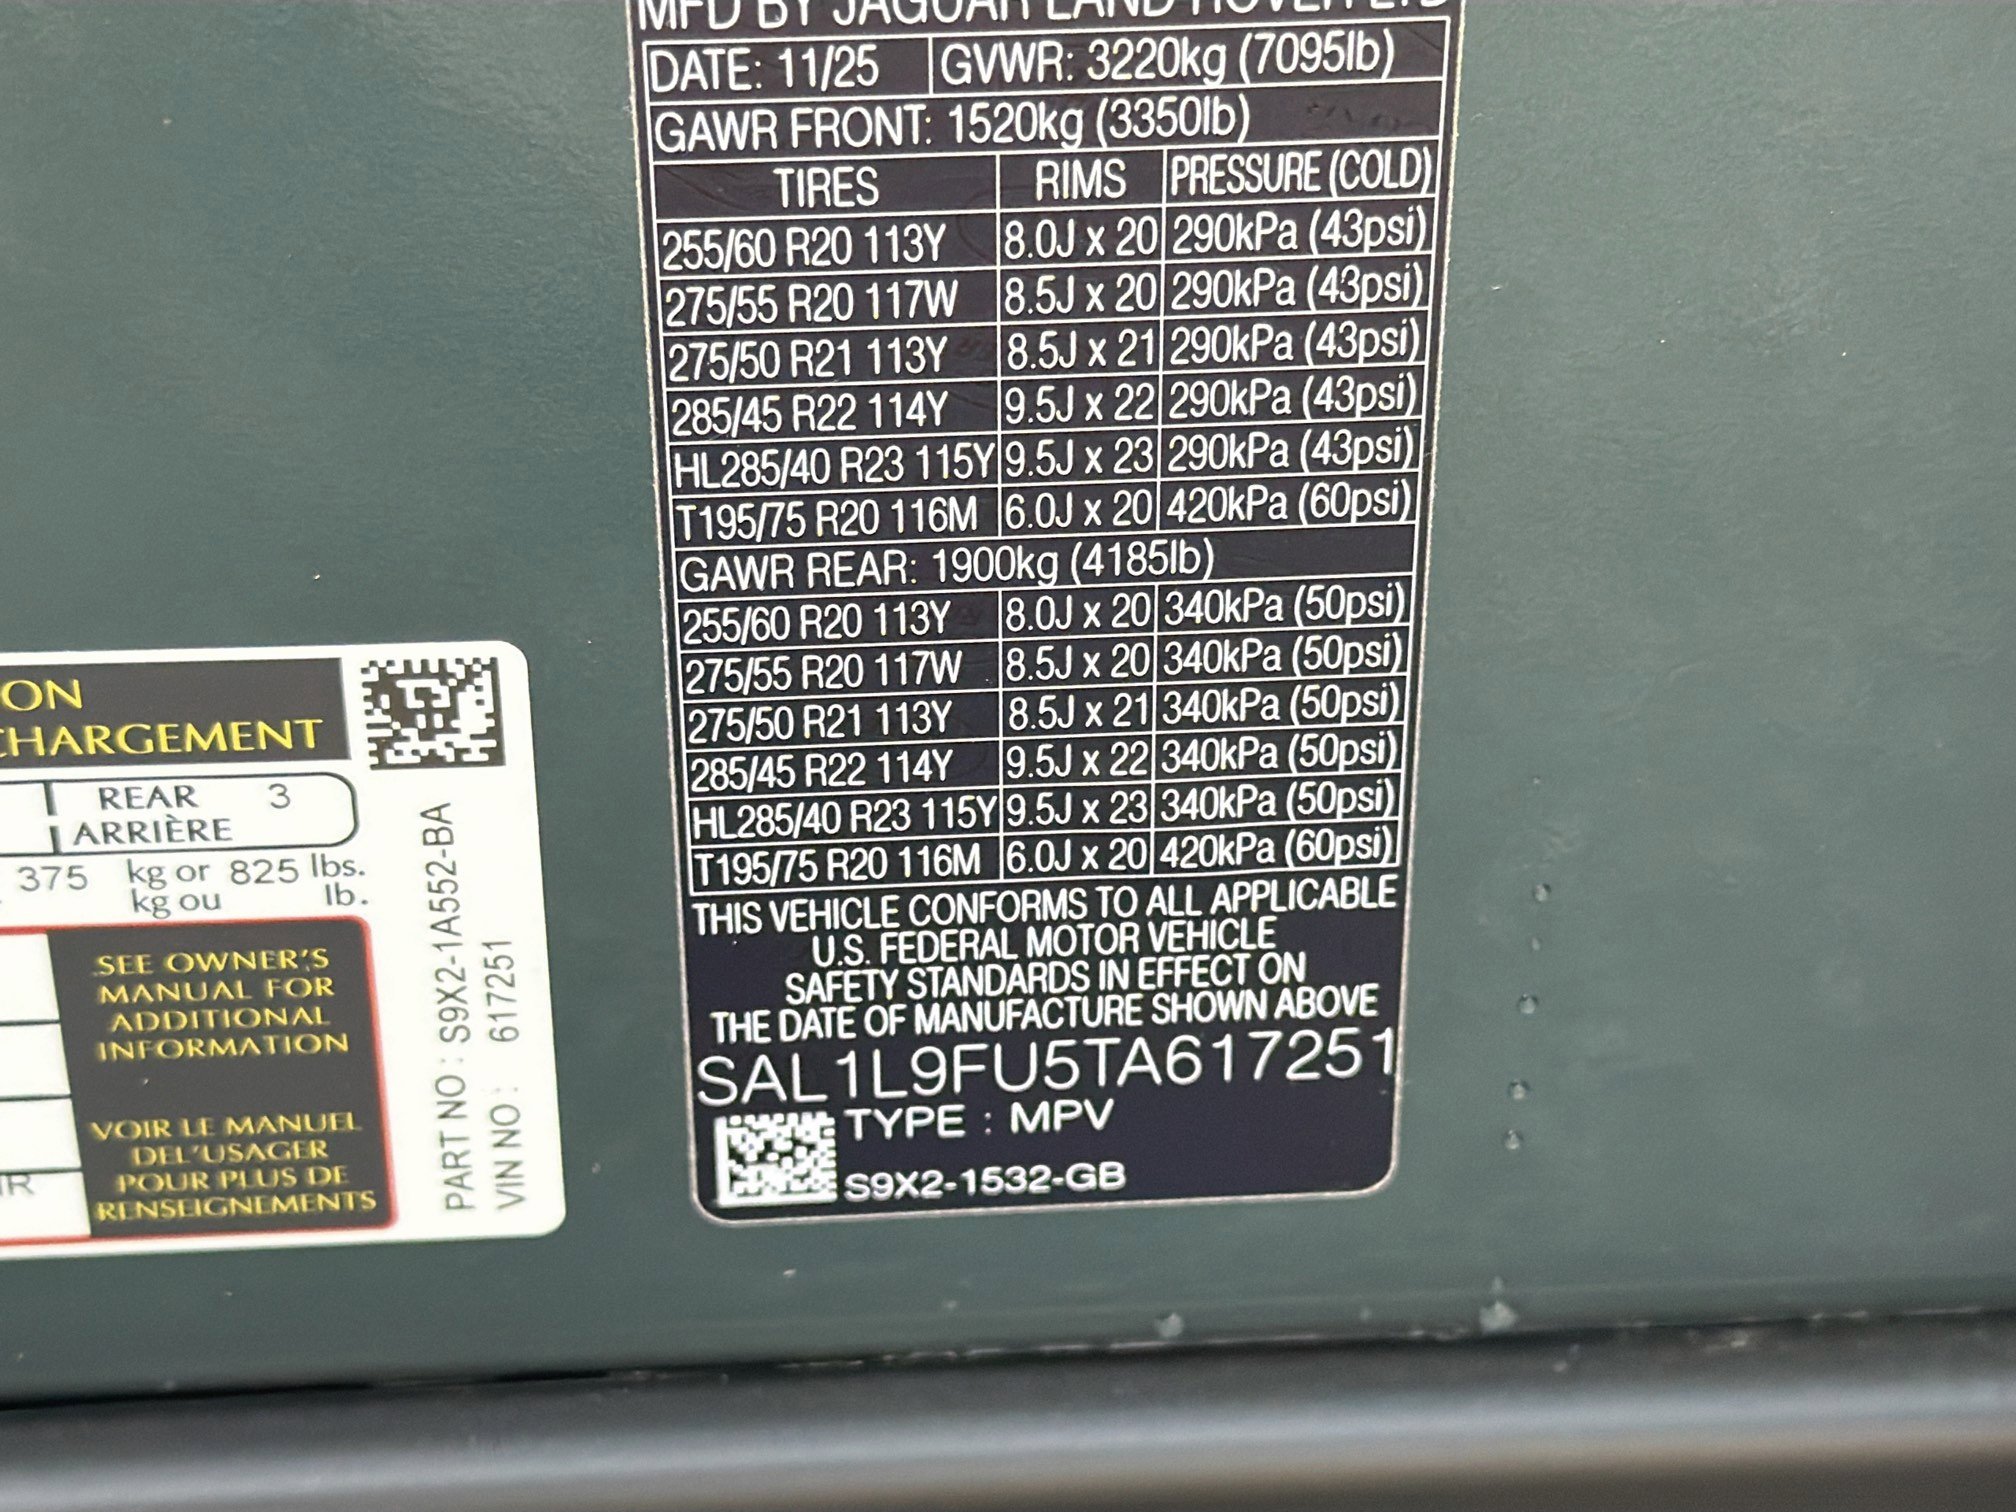 ON
CHARGEMENT
REAR 3
ARRIÈRE
375 kg or 825 lbs.
kg ou lb.
SEE OWNER'S
MANUAL FOR
ADDITIONAL
INFORMATION
VOIR LE MANUEL
DEL'USAGER
POUR PLUS DE
RENSEIGNEMENTS
PART NO : S9X2-1A552-BA
VIN NO : 617251
MFD BY JAGUAR LAND ROVER LTD
DATE: 11/25 GVWR: 3220kg (7095lb)
GAWR FRONT: 1520kg (3350lb)
TIRES RIMS PRESSURE (COLD)
255/60 R20 113Y 8.0J x 20 290kPa (43psi)
275/55 R20 117W 8.5J x 20 290kPa (43psi)
275/50 R21 113Y 8.5J x 21 290kPa (43psi)
285/45 R22 114Y 9.5J x 22 290kPa (43psi)
HL285/40 R23 115Y 9.5J x 23 290kPa (43psi)
T195/75 R20 116M 6.0J x 20 420kPa (60psi)
GAWR REAR: 1900kg (4185lb)
255/60 R20 113Y 8.0J x 20 340kPa (50psi)
275/55 R20 117W 8.5J x 20 340kPa (50psi)
275/50 R21 113Y 8.5J x 21 340kPa (50psi)
285/45 R22 114Y 9.5J x 22 340kPa (50psi)
HL285/40 R23 115Y 9.5J x 23 340kPa (50psi)
T195/75 R20 116M 6.0J x 20 420kPa (60psi)
THIS VEHICLE CONFORMS TO ALL APPLICABLE
U.S. FEDERAL MOTOR VEHICLE
SAFETY STANDARDS IN EFFECT ON
THE DATE OF MANUFACTURE SHOWN ABOVE
SAL1L9FU5TA617251
TYPE : MPV
S9X2-1532-GB